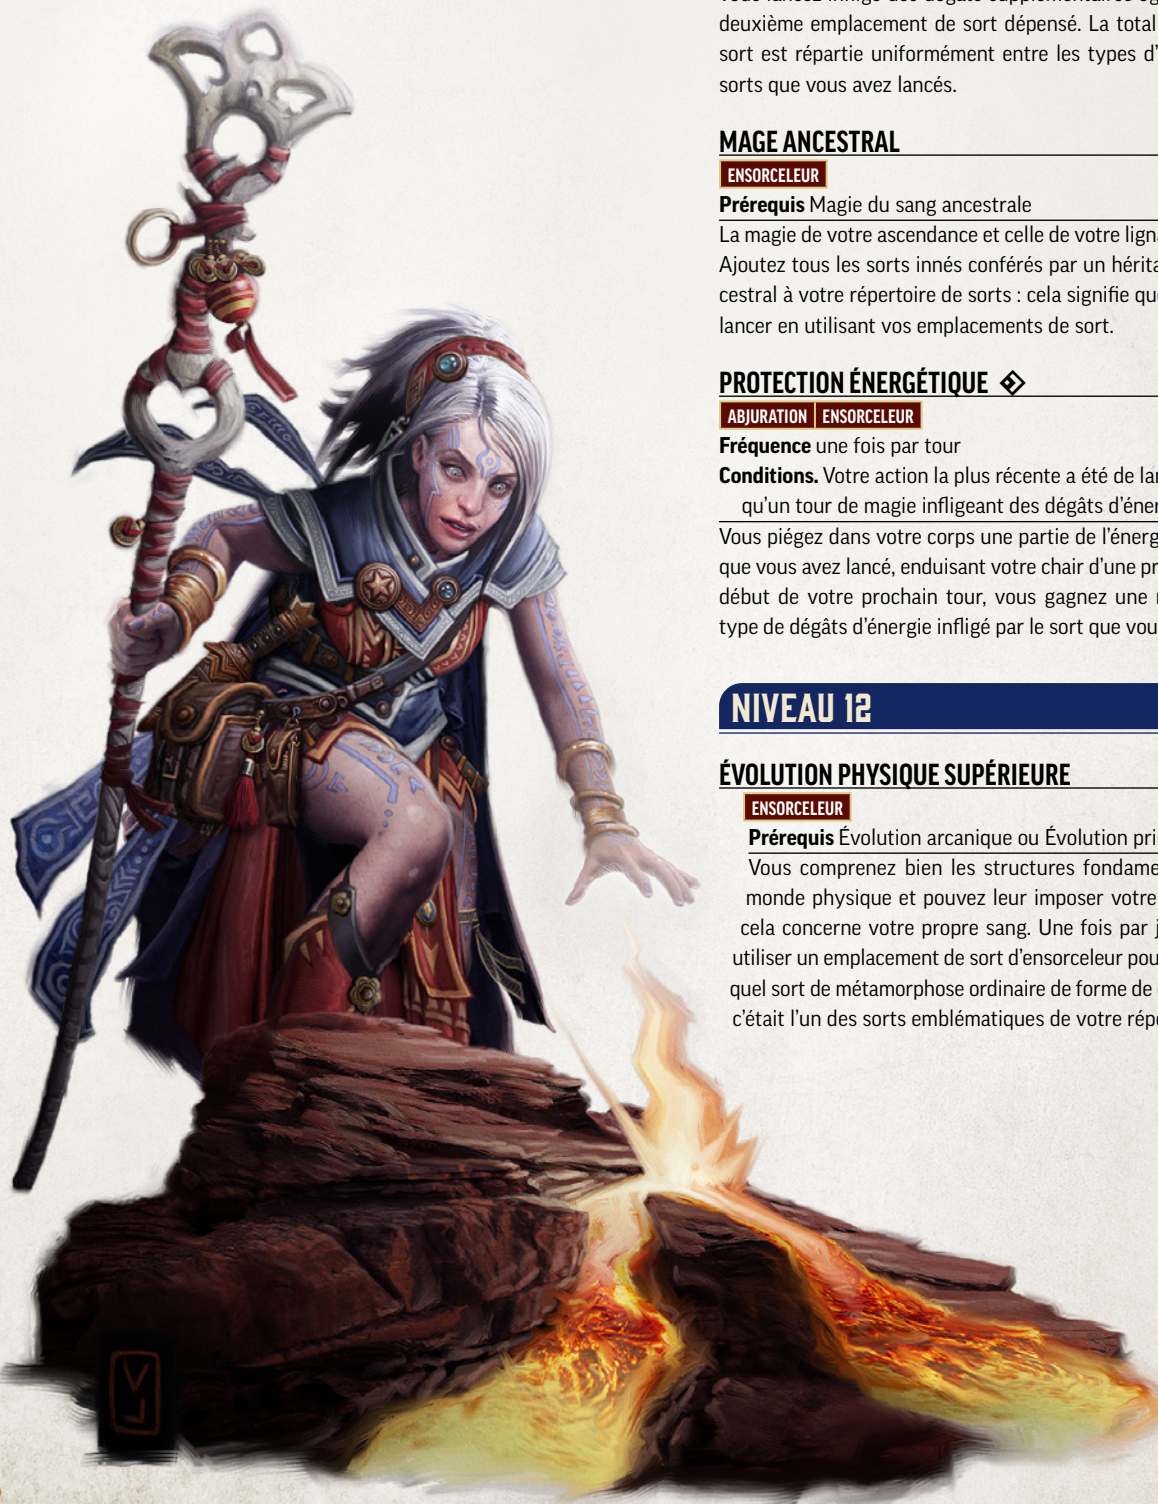 deuxième emplacement de sort dépensé. La total
sort est répartie uniformément entre les types d'
sorts que vous avez lancés.
MAGE ANCESTRAL
ENSORCELEUR
Prérequis Magie du sang ancestrale
La magie de votre ascendance et celle de votre lign
Ajoutez tous les sorts innés conférés par un hérita
cestral à votre répertoire de sorts : cela signifie que
lancer en utilisant vos emplacements de sort.
PROTECTION ÉNERGÉTIQUE
ABJURATION ENSORCELEUR
Fréquence une fois par tour
Conditions. Votre action la plus récente a été de lan
qu'un tour de magie infligeant des dégâts d'éner
Vous piégez dans votre corps une partie de l'énerg
que vous avez lancé, enduisant votre chair d'une pr
début de votre prochain tour, vous gagnez une r
type de dégâts d'énergie infligé par le sort que vou
NIVEAU 12
ÉVOLUTION PHYSIQUE SUPÉRIEURE
ENSORCELEUR
Prérequis Évolution arcanique ou Évolution pri
Vous comprenez bien les structures fondame
monde physique et pouvez leur imposer votre
cela concerne votre propre sang. Une fois par j
utiliser un emplacement de sort d'ensorceleur pou
quel sort de métamorphose ordinaire de forme de
c'était l'un des sorts emblématiques de votre répe
VJ